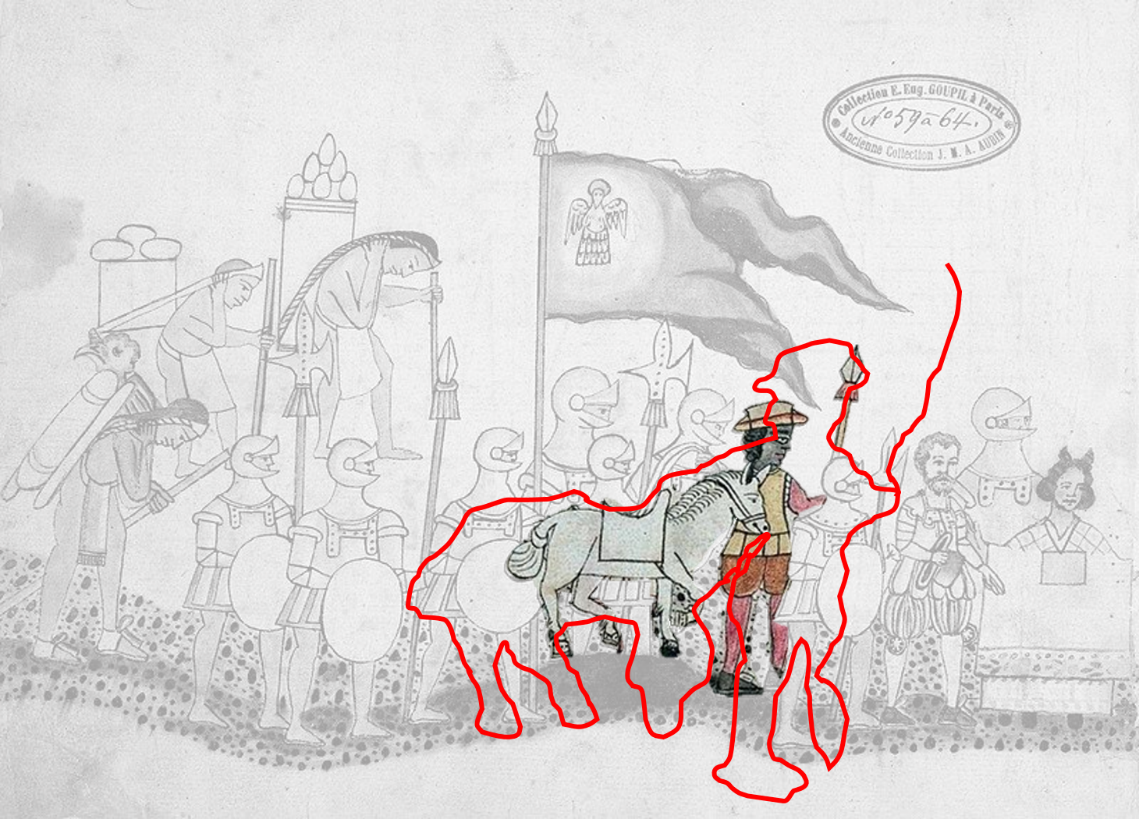 Collection E. Eug. GOUPIL à Paris
Nº 59 à 64.
Ancienne Collection J. M. A. AUBIN